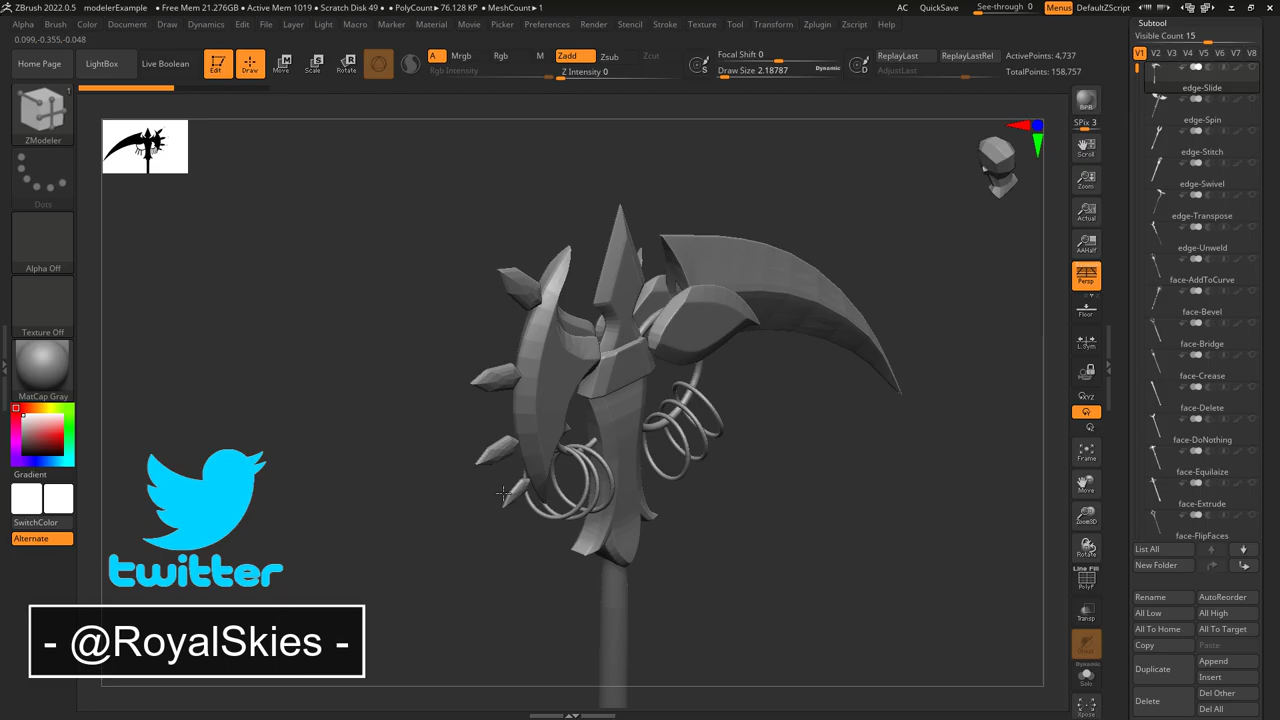 ZBrush 2022.0.5 modelerExample • Free Mem 21.276GB • Active Mem 1019 • Scratch Disk 49 • PolyCount▸ 76.128 KP • MeshCount▸ 1 AC QuickSave See-through 0 Menus DefaultZScript
Alpha Brush Color Document Draw Dynamics Edit File Layer Light Macro Marker Material Movie Picker Preferences Render Stencil Stroke Texture Tool Transform Zplugin Zscript Help
0.099,-0.355,-0.048
Home Page LightBox Live Boolean Edit Draw Move Scale Rotate A Mrgb Rgb M Zadd Zsub Zcut Focal Shift 0 ReplayLast ReplayLastRel ActivePoints: 4,737
Rgb Intensity Z Intensity 0 Draw Size 2.18787 Dynamic AdjustLast TotalPoints: 158,757
S D
1
ZModeler
Dots
Alpha Off
Texture Off
MatCap Gray
Gradient
SwitchColor
Alternate
twitter
- @RoyalSkies -
BPR
SPix 3
Scroll
Zoom
Actual
AAHalf
Persp
Floor
L.Sym
XYZ
Y
Z
Frame
Move
Zoom3D
Rotate
Line Fill
PolyF
Transp
Ghost
Dynamic
Solo
Xpose
Subtool
Visible Count 15
V1 V2 V3 V4 V5 V6 V7 V8
edge-Slide
edge-Spin
edge-Stitch
edge-Swivel
edge-Transpose
edge-Unweld
face-AddToCurve
face-Bevel
face-Bridge
face-Crease
face-Delete
face-DoNothing
face-Equilaize
face-Extrude
face-FlipFaces
List All
New Folder
Rename AutoReorder
All Low All High
All To Home All To Target
Copy Paste
Duplicate Append
Insert
Delete Del Other
Del All